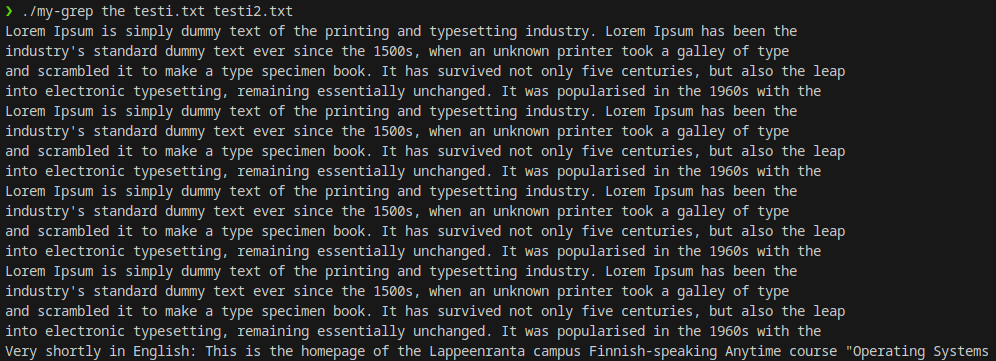 ❯ ./my-grep the testi.txt testi2.txt
Lorem Ipsum is simply dummy text of the printing and typesetting industry. Lorem Ipsum has been the
industry's standard dummy text ever since the 1500s, when an unknown printer took a galley of type
and scrambled it to make a type specimen book. It has survived not only five centuries, but also the leap
into electronic typesetting, remaining essentially unchanged. It was popularised in the 1960s with the
Lorem Ipsum is simply dummy text of the printing and typesetting industry. Lorem Ipsum has been the
industry's standard dummy text ever since the 1500s, when an unknown printer took a galley of type
and scrambled it to make a type specimen book. It has survived not only five centuries, but also the leap
into electronic typesetting, remaining essentially unchanged. It was popularised in the 1960s with the
Lorem Ipsum is simply dummy text of the printing and typesetting industry. Lorem Ipsum has been the
industry's standard dummy text ever since the 1500s, when an unknown printer took a galley of type
and scrambled it to make a type specimen book. It has survived not only five centuries, but also the leap
into electronic typesetting, remaining essentially unchanged. It was popularised in the 1960s with the
Lorem Ipsum is simply dummy text of the printing and typesetting industry. Lorem Ipsum has been the
industry's standard dummy text ever since the 1500s, when an unknown printer took a galley of type
and scrambled it to make a type specimen book. It has survived not only five centuries, but also the leap
into electronic typesetting, remaining essentially unchanged. It was popularised in the 1960s with the
Very shortly in English: This is the homepage of the Lappeenranta campus Finnish-speaking Anytime course "Operating Systems